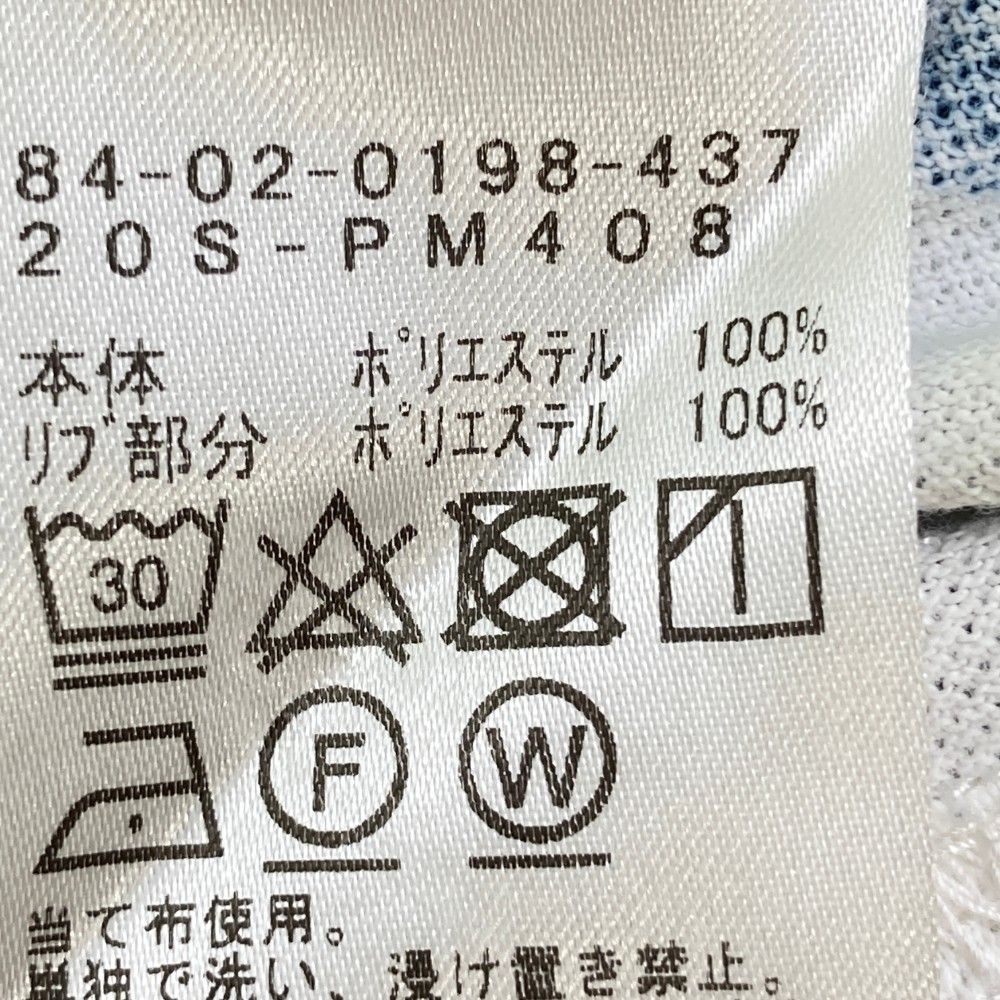 84-02-0198-437
20S-PM408
本体 ポリエステル 100%
リブ部分 ポリエステル 100%
30
F W
当て布使用。
単独で洗い、浸け置き禁止。